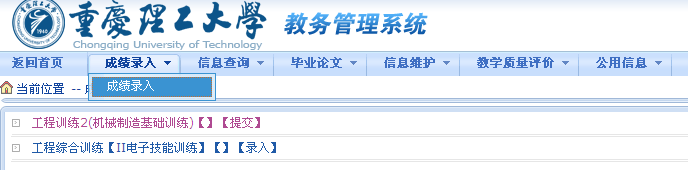 重慶理工大學 教务管理系统
Chongqing University of Technology
返回首页 成绩录入 信息查询 毕业论文 信息维护 教学质量评价 公用信息
成绩录入
当前位置 --
工程训练2(机械制造基础训练)【】【提交】
工程综合训练【II电子技能训练】【】【录入】